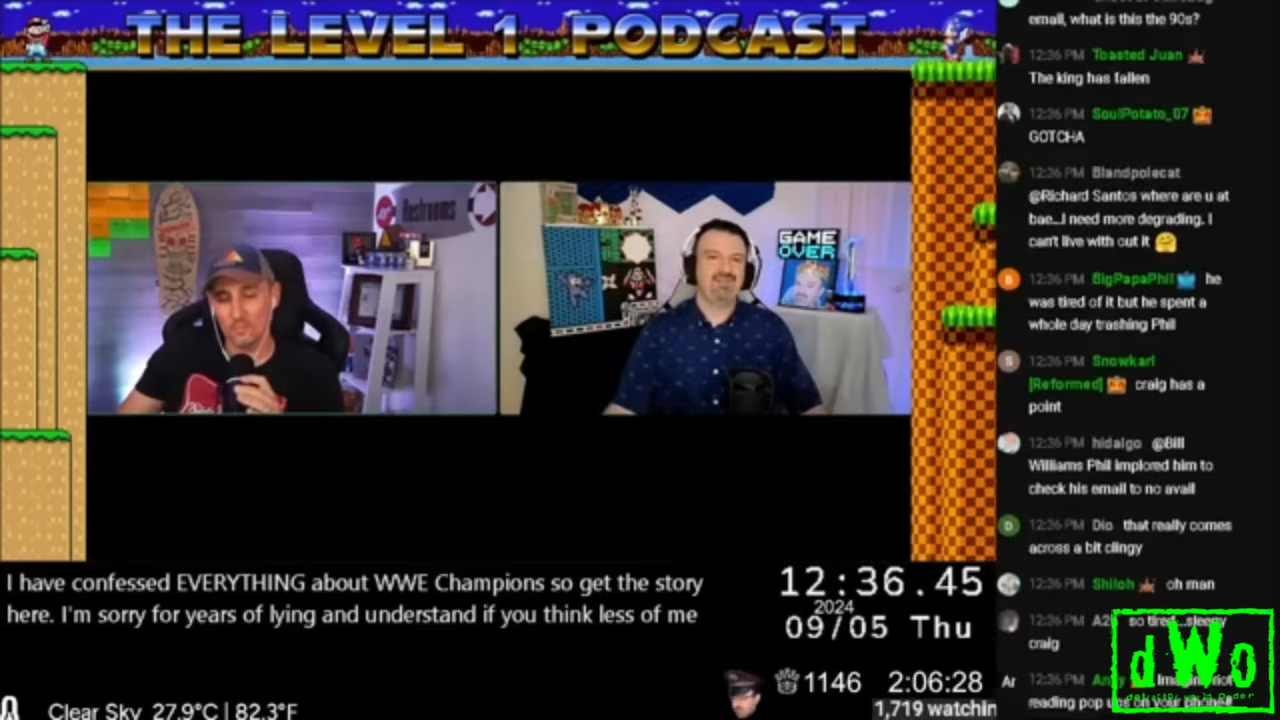 THE LEVEL 1 PODCAST
Restrooms
GAME
OVER
I have confessed EVERYTHING about WWE Champions so get the story
here. I'm sorry for years of lying and understand if you think less of me
12:36.45
2024
09/05 Thu
1146 2:06:28
1,719 watchin
Clear Sky 27.9°C | 82.3°F
email, what is this the 90s?
12:36 PM Toasted Juan
The king has fallen
12:36 PM SoulPotato_07
GOTCHA
12:36 PM Blandpolecat
@Richard Santos where are u at
bae...I need more degrading. I
can't live with out it
B 12:36 PM BigPapaPhil he
was tired of it but he spent a
whole day trashing Phil
S 12:36 PM Snowkarl
[Reformed] craig has a
point
12:36 PM hidalgo @Bill
Williams Phil implored him to
check his email to no avail
D 12:36 PM Dio that really comes
across a bit clingy
12:36 PM Shiloh oh man
12:36 PM so tired...sleepy
craig
Ar 12:36 PM
reading pop ups on your phone
dWo